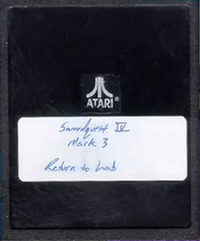 ATARI®
Swordquest IV
Mark 3
Return to Lab